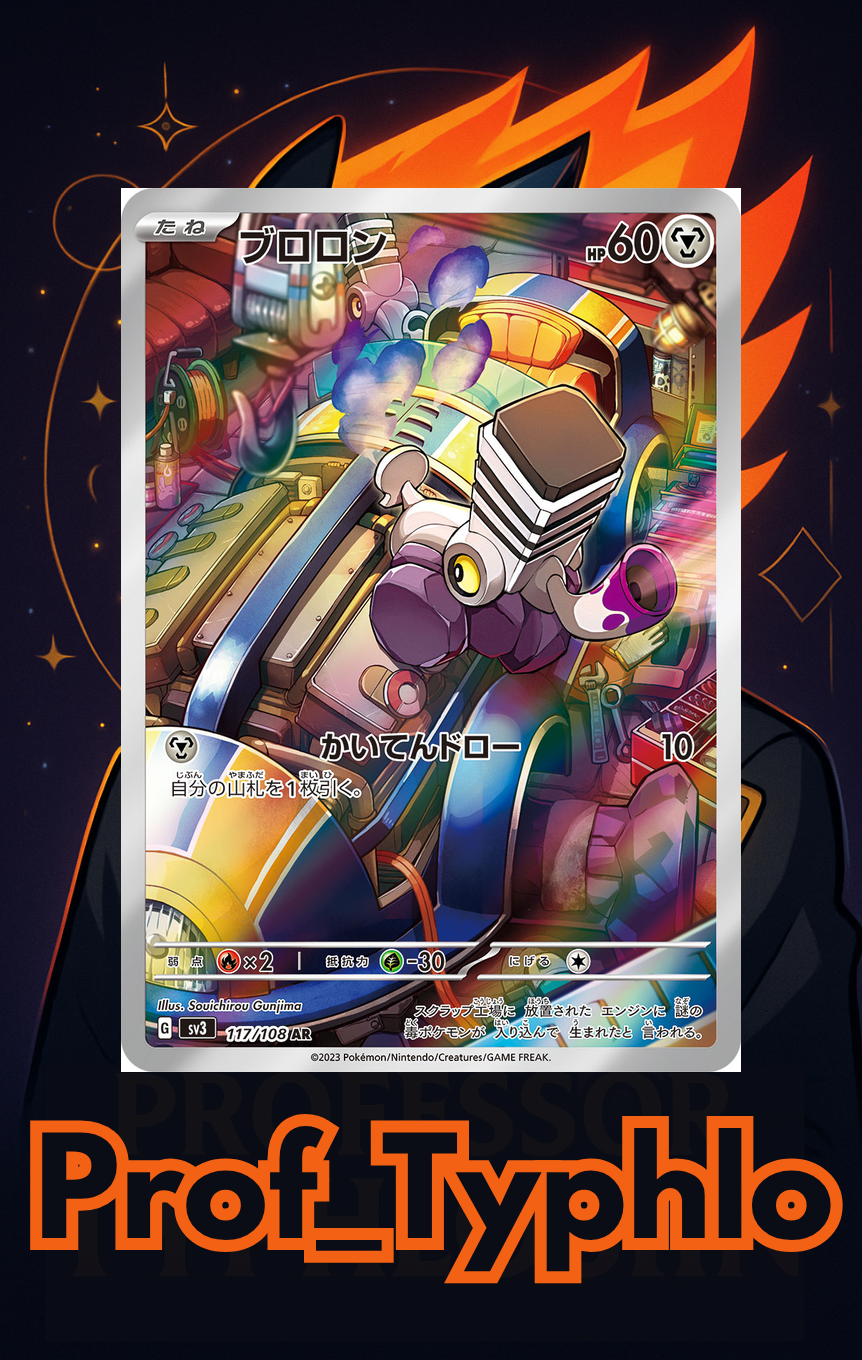 たね
ブロロン
HP60
かいてんドロー 10
自分の山札を1枚引く。
弱点 ×2 抵抗力 -30 にげる
Illus. Souichirou Gunjima
スクラップ工場に 放置された エンジンに 謎の
毒ポケモンが 入り込んで 生まれたと 言われる。
G sv3 117/108 AR
©2023 Pokémon/Nintendo/Creatures/GAME FREAK.
PROFESSOR
Prof_Typhlo